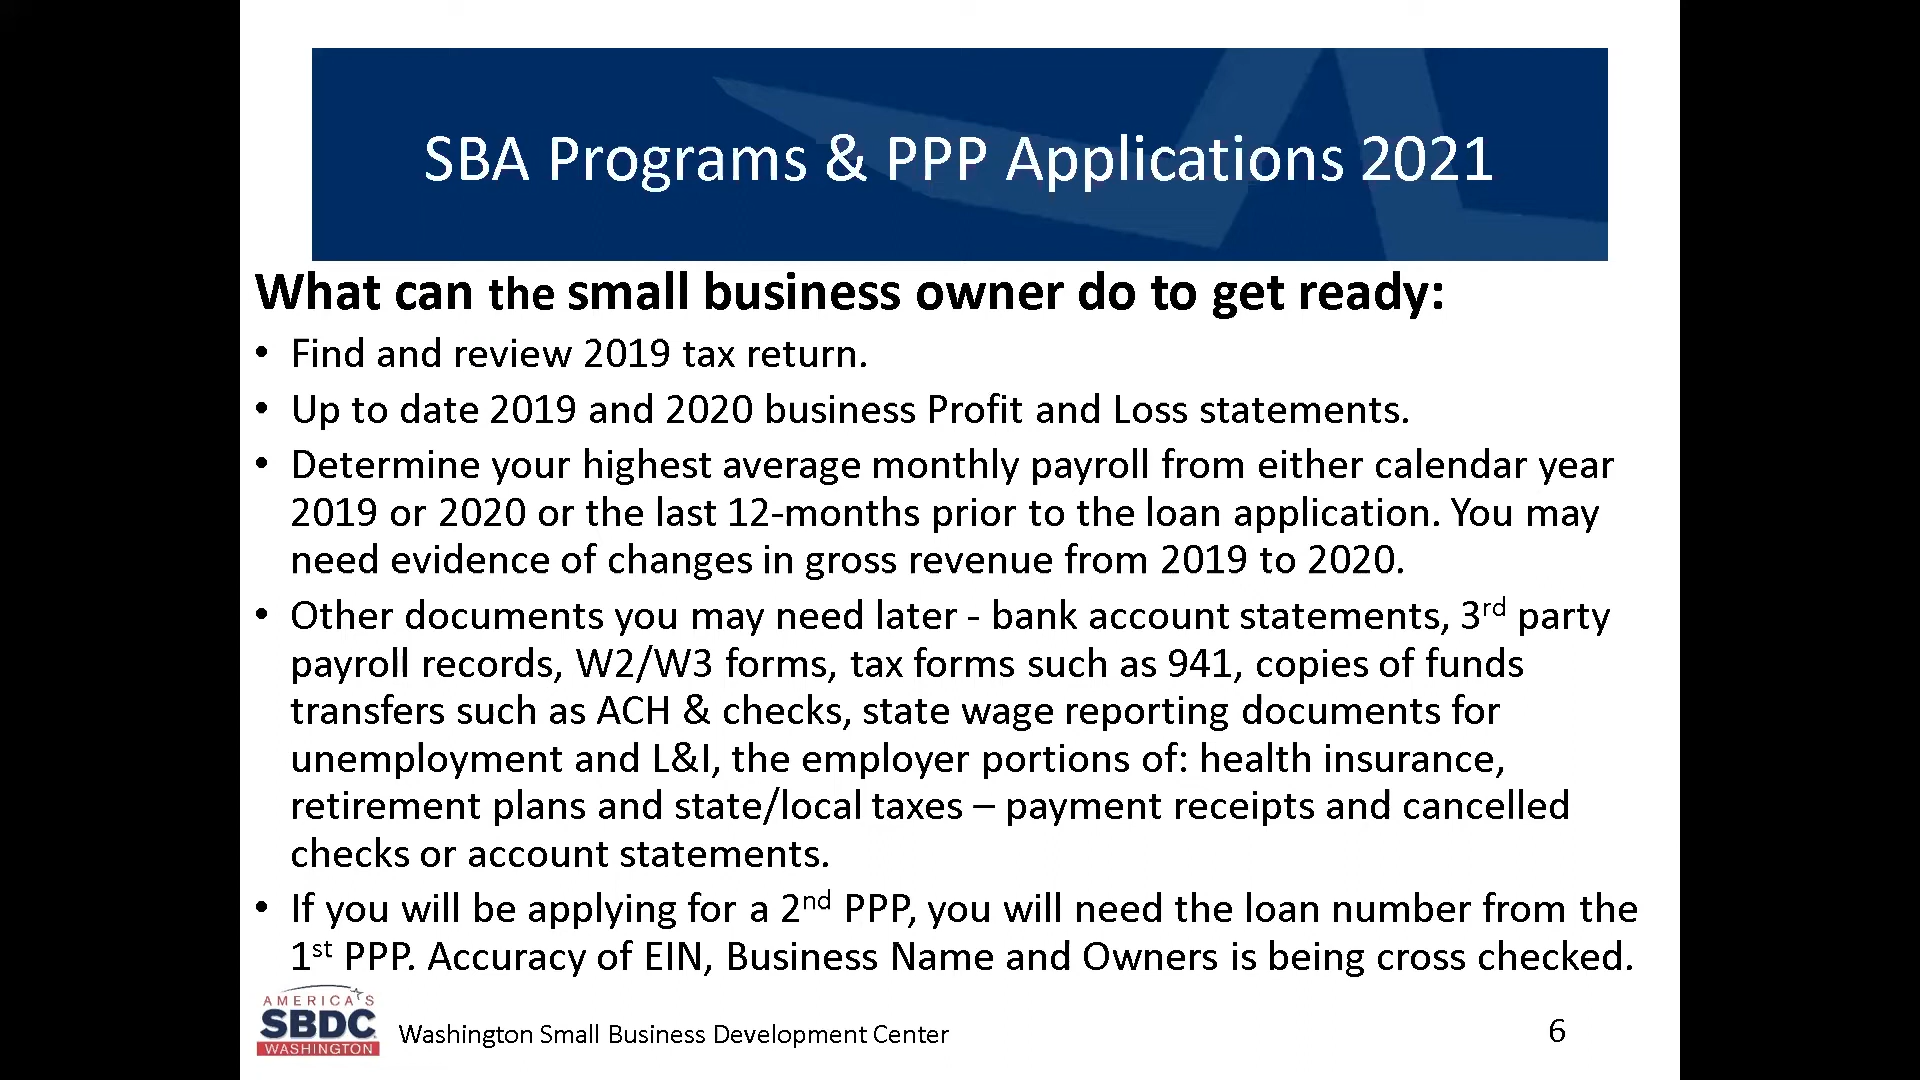 SBA Programs & PPP Applications 2021
What can the small business owner do to get ready:
• Find and review 2019 tax return.
• Up to date 2019 and 2020 business Profit and Loss statements.
• Determine your highest average monthly payroll from either calendar year
2019 or 2020 or the last 12-months prior to the loan application. You may
need evidence of changes in gross revenue from 2019 to 2020.
• Other documents you may need later - bank account statements, 3rd party
payroll records, W2/W3 forms, tax forms such as 941, copies of funds
transfers such as ACH & checks, state wage reporting documents for
unemployment and L&I, the employer portions of: health insurance,
retirement plans and state/local taxes – payment receipts and cancelled
checks or account statements.
• If you will be applying for a 2nd PPP, you will need the loan number from the
1st PPP. Accuracy of EIN, Business Name and Owners is being cross checked.
AMERICA'S
SBDC
WASHINGTON
Washington Small Business Development Center
6